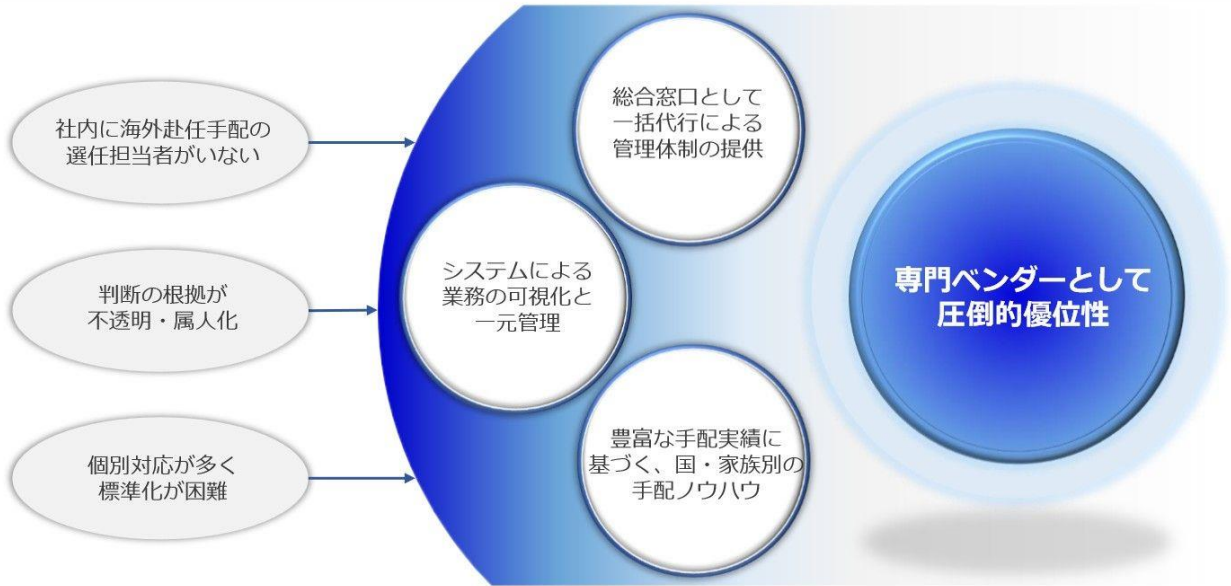 社内に海外赴任手配の
選任担当者がいない
判断の根拠が
不透明・属人化
個別対応が多く
標準化が困難
総合窓口として
一括代行による
管理体制の提供
システムによる
業務の可視化と
一元管理
豊富な手配実績に
基づく、国・家族別の
手配ノウハウ
専門ベンダーとして
圧倒的優位性